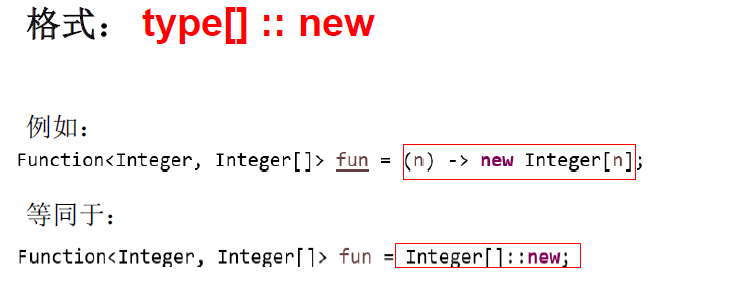 格式： type[] :: new
例如：
Function<Integer, Integer[]> fun = (n) -> new Integer[n];
等同于：
Function<Integer, Integer[]> fun = Integer[]::new;